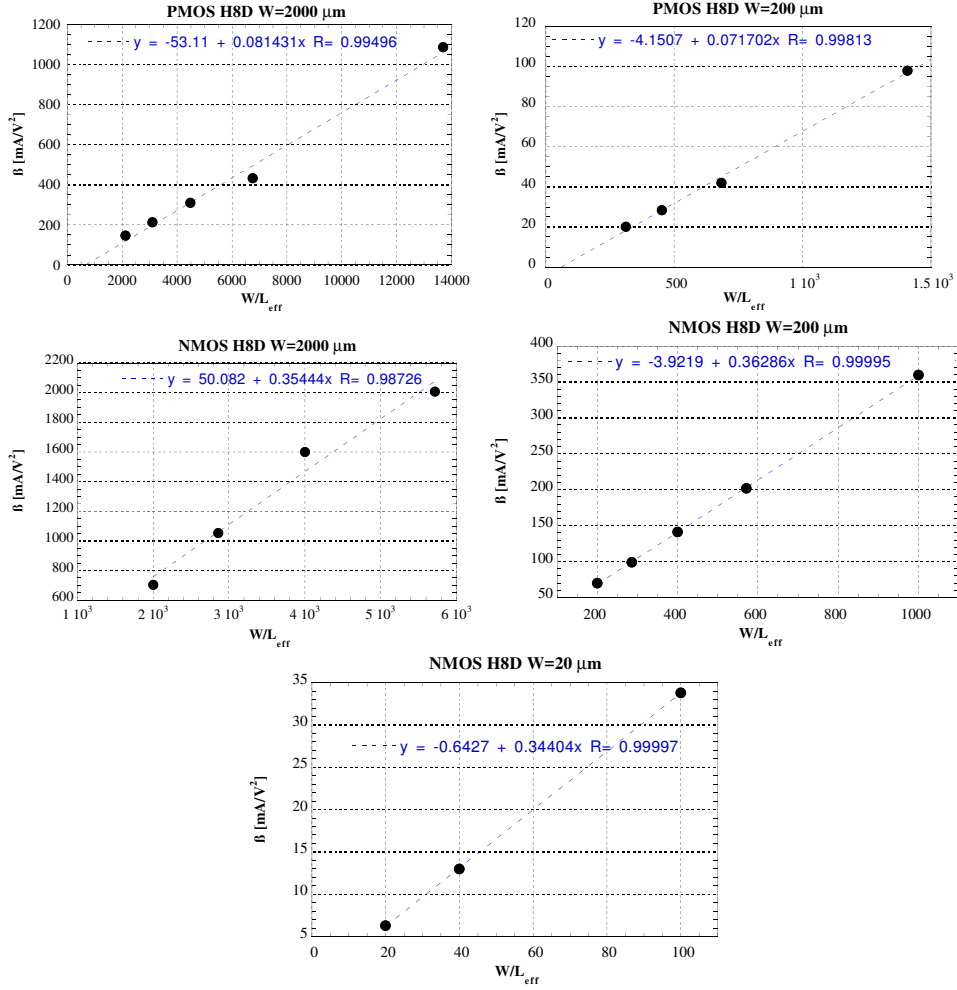 PMOS H8D W=2000 μm
1200
1000
800
600
400
200
0
y = -53.11 + 0.081431x R= 0.99496
ß [mA/V²]
0 2000 4000 6000 8000 10000 12000 14000
W/L_eff
PMOS H8D W=200 μm
120
100
80
60
40
20
0
y = -4.1507 + 0.071702x R= 0.99813
ß [mA/V²]
0 500 1 10³ 1.5 10³
W/L_eff
NMOS H8D W=2000 μm
2200
2000
1800
1600
1400
1200
1000
800
600
y = 50.082 + 0.35444x R= 0.98726
ß [mA/V²]
1 10³ 2 10³ 3 10³ 4 10³ 5 10³ 6 10³
W/L_eff
NMOS H8D W=200 μm
400
350
300
250
200
150
100
50
y = -3.9219 + 0.36286x R= 0.99995
ß [mA/V²]
200 400 600 800 1000
W/L_eff
NMOS H8D W=20 μm
35
30
25
20
15
10
5
y = -0.6427 + 0.34404x R= 0.99997
ß [mA/V²]
0 20 40 60 80 100
W/L_eff